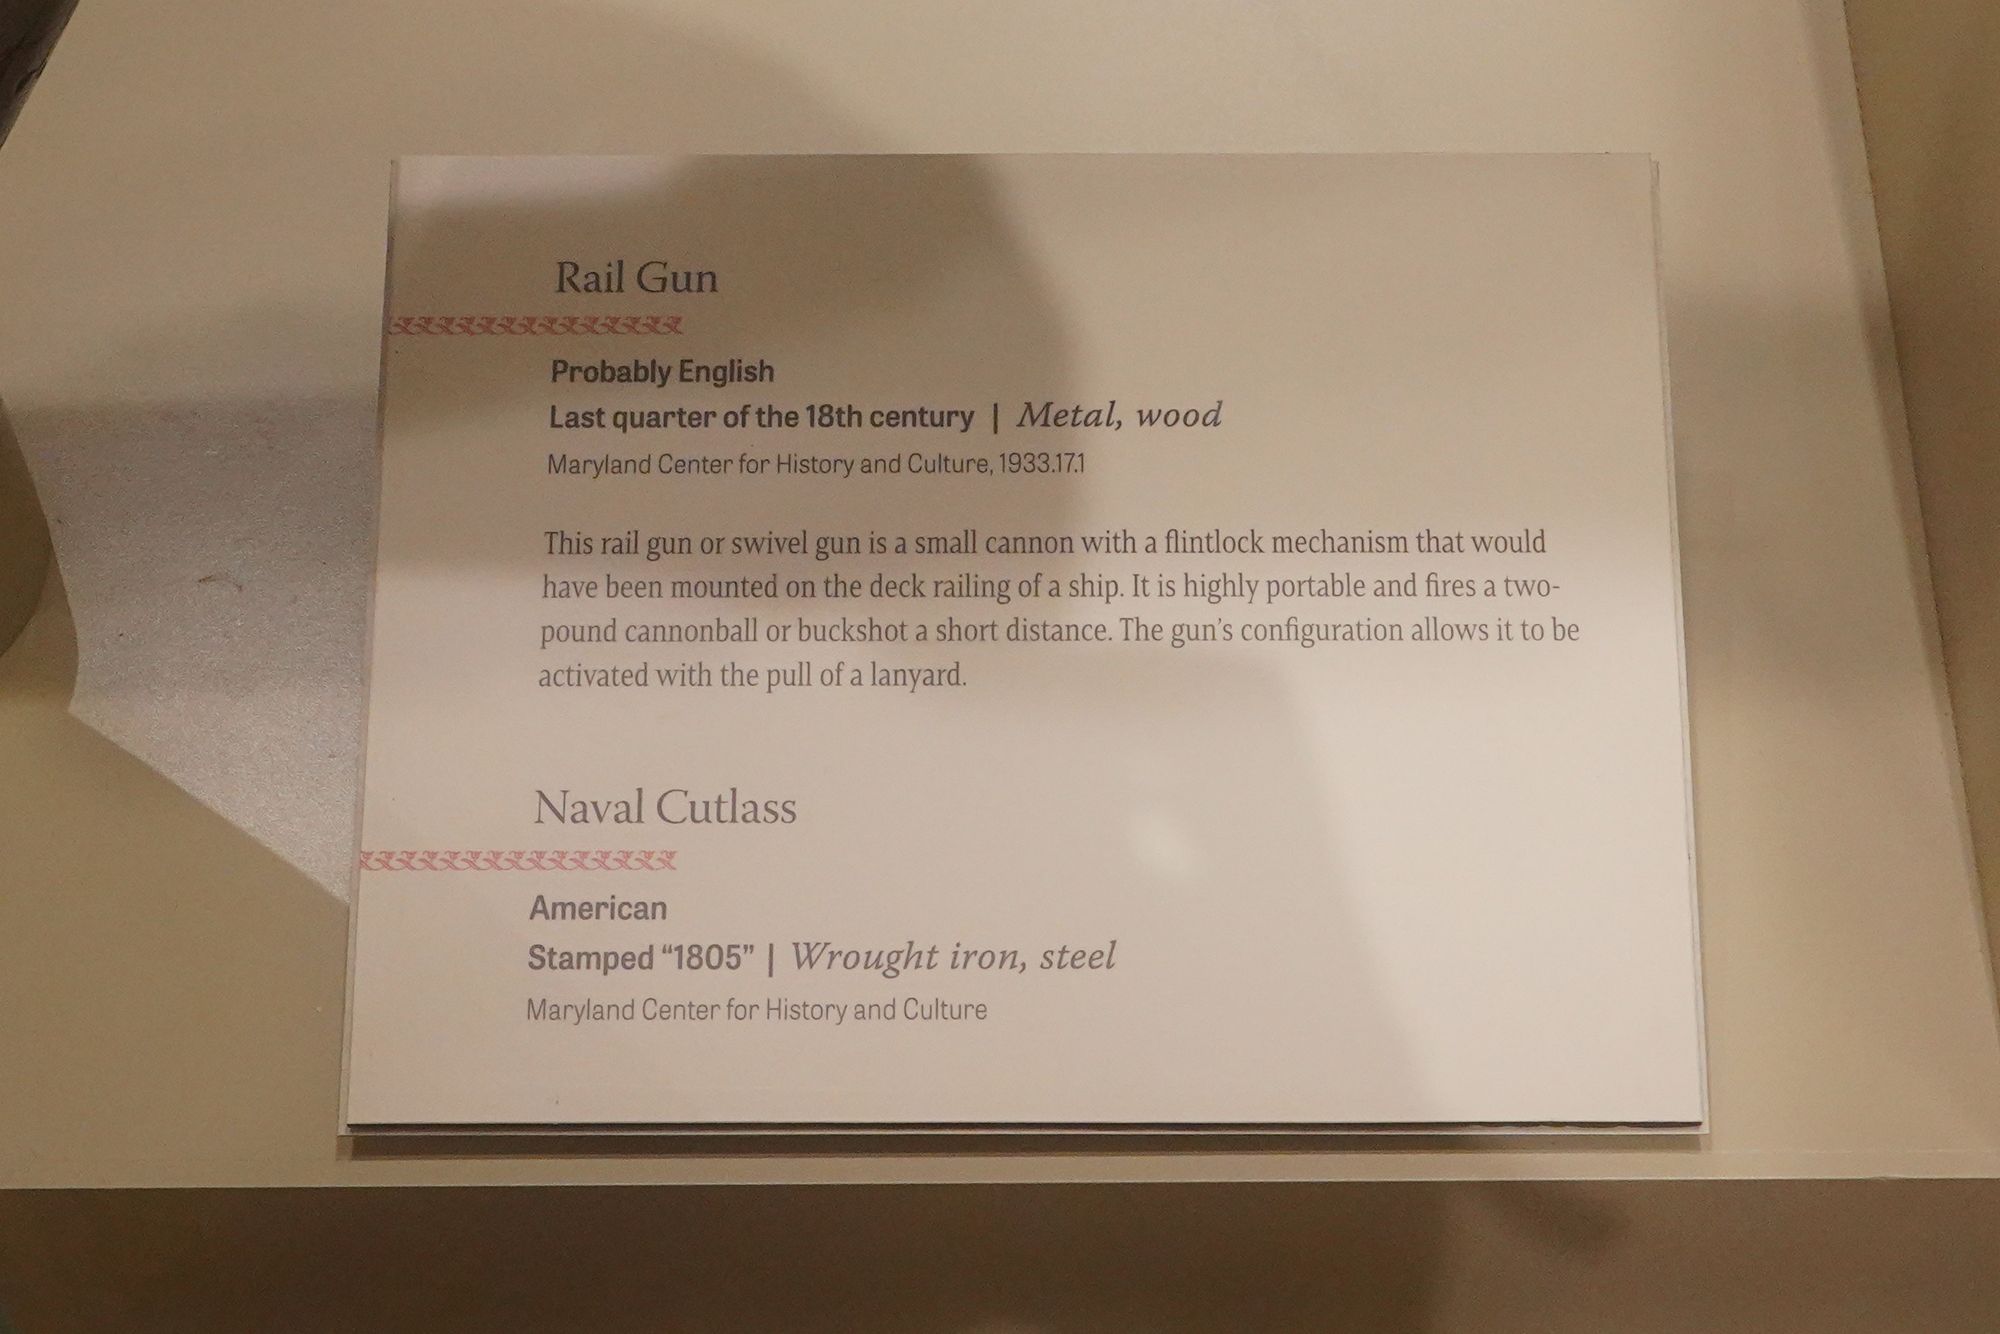 Rail Gun
Probably English
Last quarter of the 18th century | Metal, wood
Maryland Center for History and Culture, 1933.17.1
This rail gun or swivel gun is a small cannon with a flintlock mechanism that would
have been mounted on the deck railing of a ship. It is highly portable and fires a two-
pound cannonball or buckshot a short distance. The gun’s configuration allows it to be
activated with the pull of a lanyard.
Naval Cutlass
American
Stamped “1805” | Wrought iron, steel
Maryland Center for History and Culture